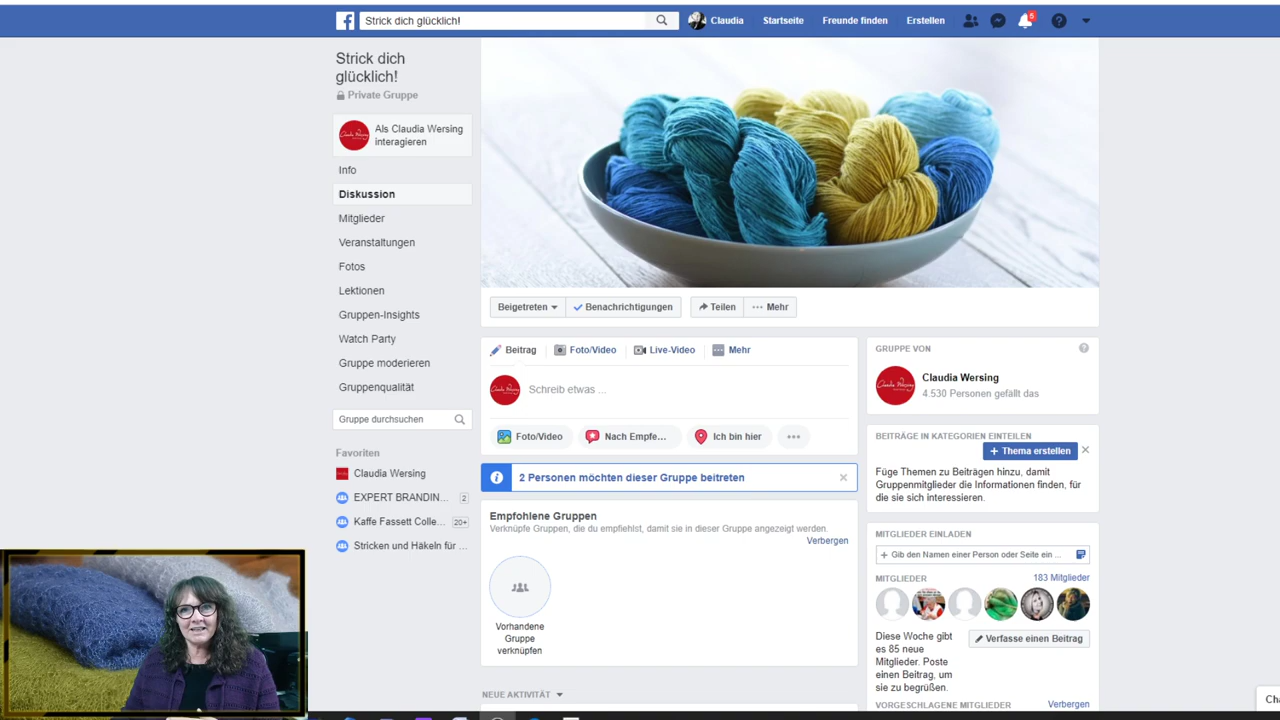 Strick dich glücklich!
Claudia
Startseite
Freunde finden
Erstellen
5
Strick dich
glücklich!
Private Gruppe
Als Claudia Wersing
interagieren
Info
Diskussion
Mitglieder
Veranstaltungen
Fotos
Lektionen
Gruppen-Insights
Watch Party
Gruppe moderieren
Gruppenqualität
Gruppe durchsuchen
Favoriten
Claudia Wersing
EXPERT BRANDIN... 2
Kaffe Fassett Colle... 20+
Stricken und Häkeln für ...
Beigetreten
Benachrichtigungen
Teilen
Mehr
Beitrag
Foto/Video
Live-Video
Mehr
Schreib etwas ...
Foto/Video
Nach Empfe...
Ich bin hier
2 Personen möchten dieser Gruppe beitreten
Empfohlene Gruppen
Verknüpfe Gruppen, die du empfiehlst, damit sie in dieser Gruppe angezeigt werden.
Verbergen
Vorhandene
Gruppe
verknüpfen
NEUE AKTIVITÄT
GRUPPE VON
Claudia Wersing
4.530 Personen gefällt das
BEITRÄGE IN KATEGORIEN EINTEILEN
+ Thema erstellen
Füge Themen zu Beiträgen hinzu, damit
Gruppenmitglieder die Informationen finden, für
die sie sich interessieren.
MITGLIEDER EINLADEN
+ Gib den Namen einer Person oder Seite ein ...
MITGLIEDER
183 Mitglieder
Diese Woche gibt
es 85 neue
Mitglieder. Poste
einen Beitrag, um
sie zu begrüßen.
Verfasse einen Beitrag
VORGESCHLAGENE MITGLIEDER
Verbergen